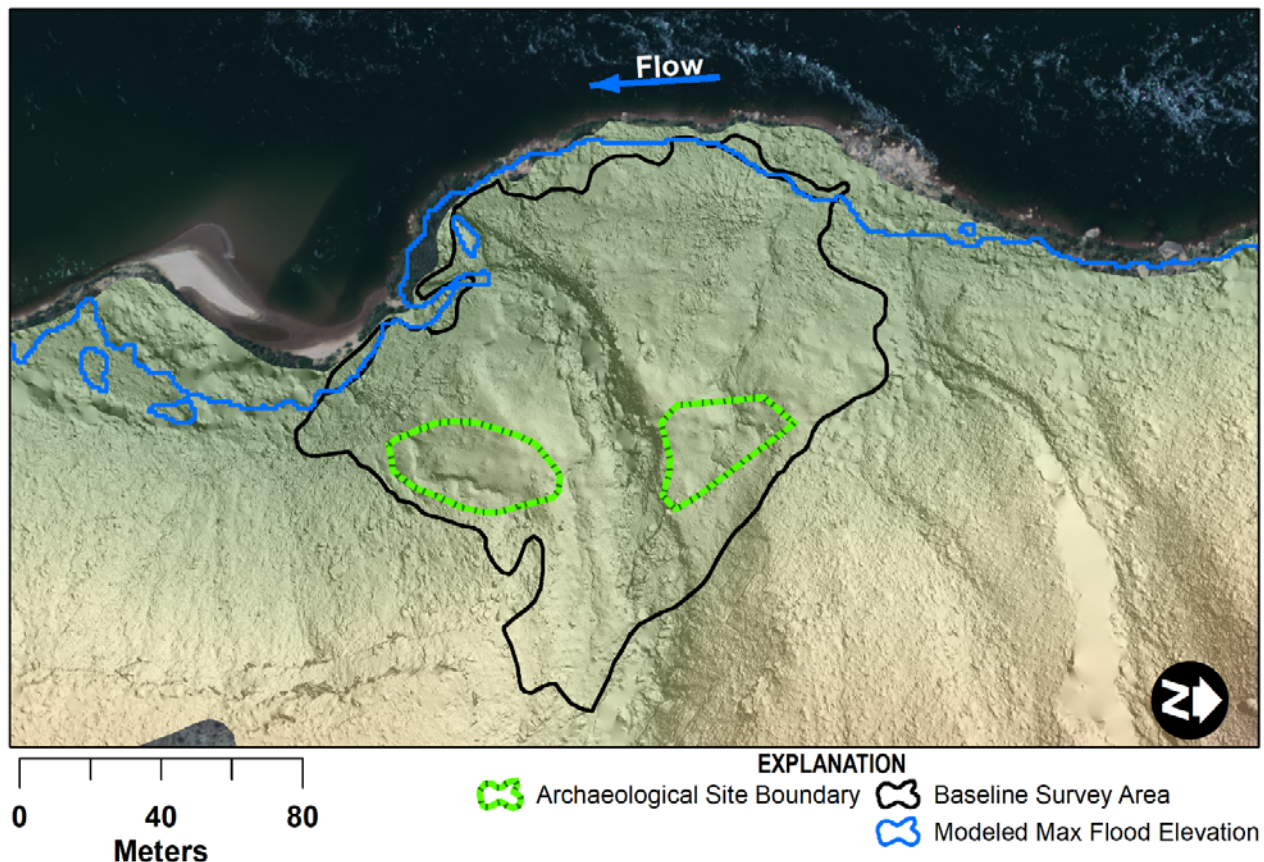 Flow
N
EXPLANATION
Archaeological Site Boundary
Baseline Survey Area
Modeled Max Flood Elevation
0 40 80
Meters